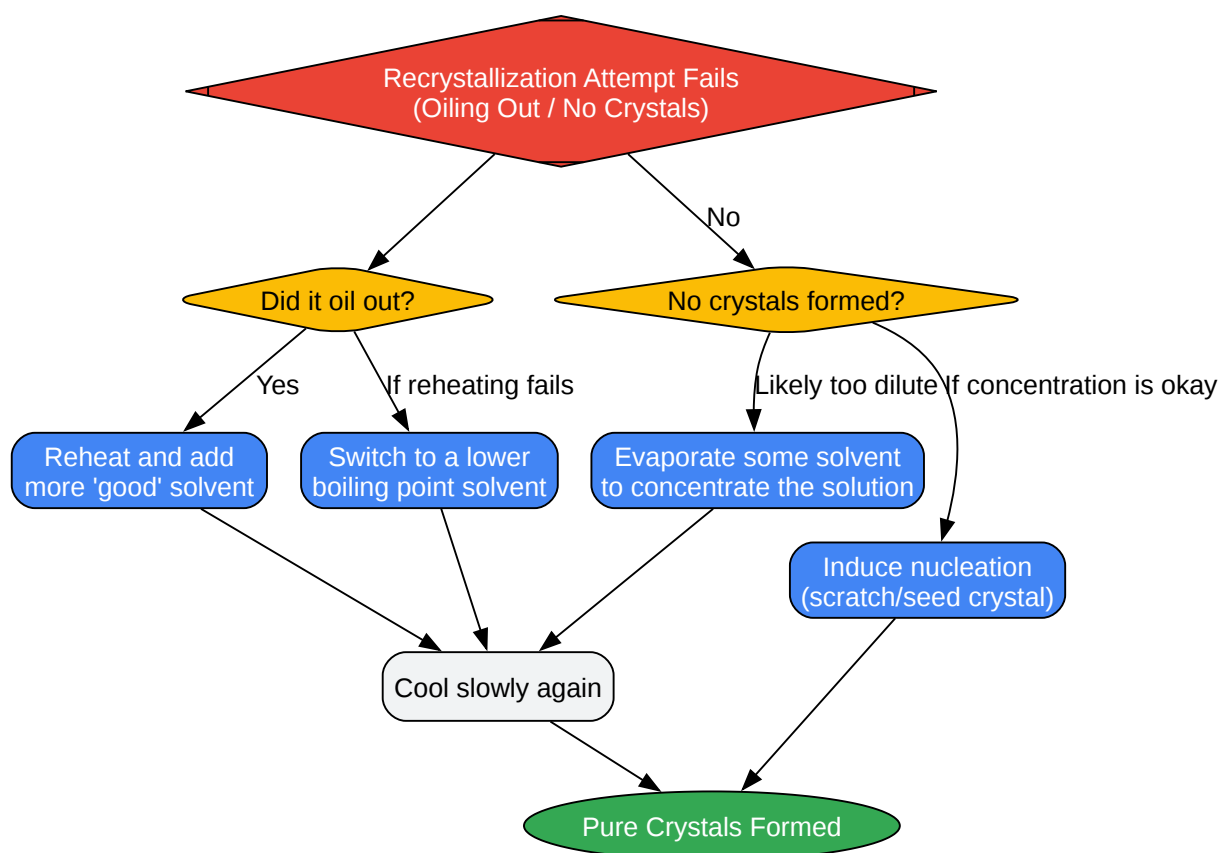 Recrystallization Attempt Fails
(Oiling Out / No Crystals)
No
Did it oil out?
No crystals formed?
Yes
If reheating fails
Likely too dilute
If concentration is okay
Reheat and add
more 'good' solvent
Switch to a lower
boiling point solvent
Evaporate some solvent
to concentrate the solution
Induce nucleation
(scratch/seed crystal)
Cool slowly again
Pure Crystals Formed